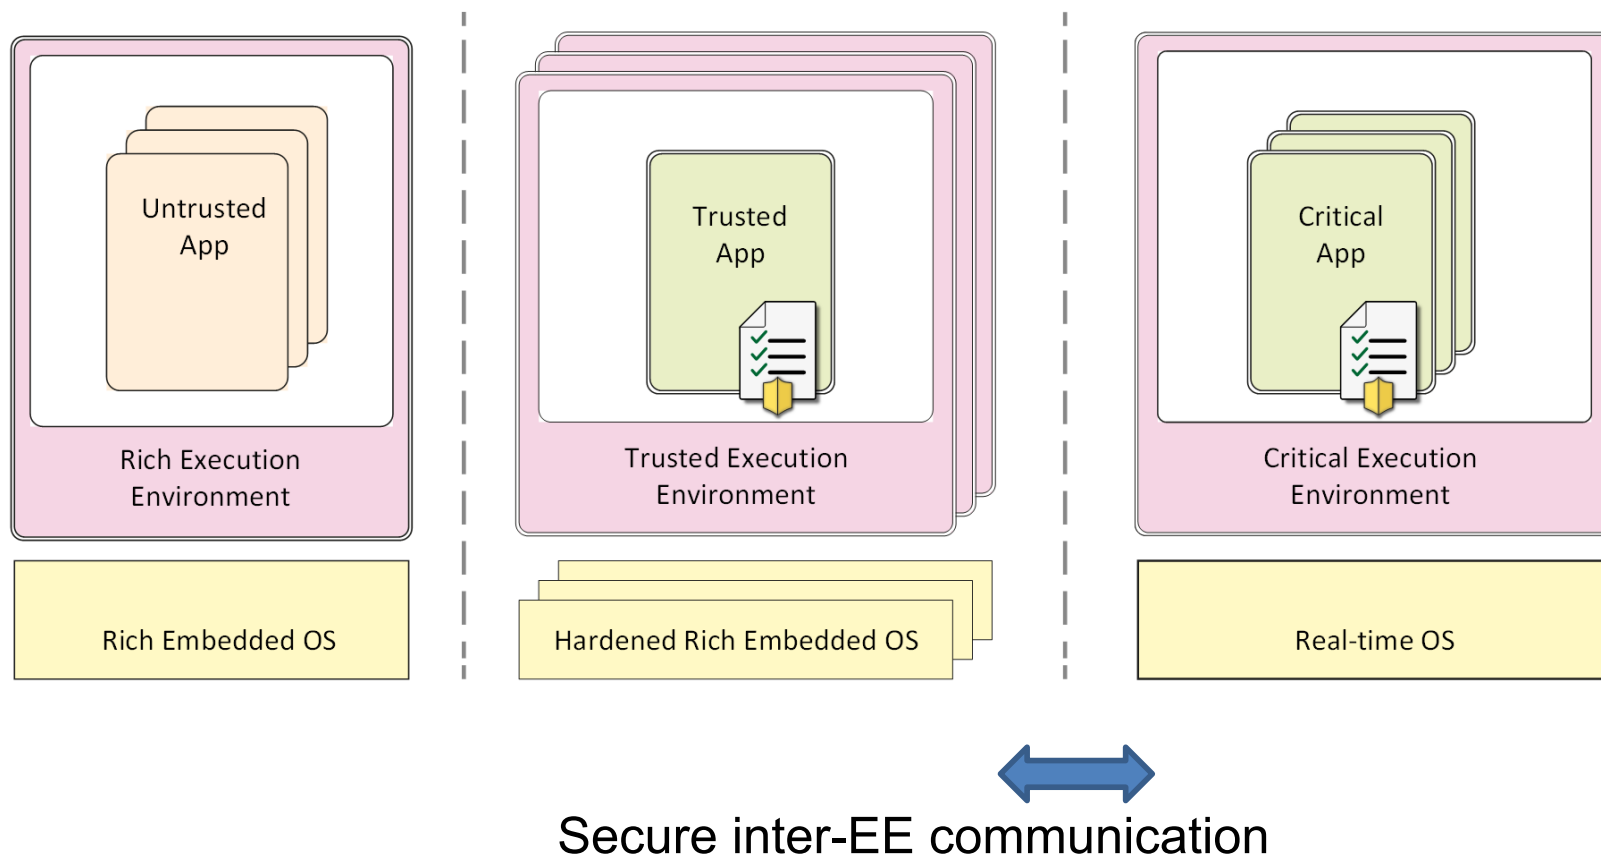 Untrusted
App
Rich Execution
Environment
Rich Embedded OS
Trusted
App
Trusted Execution
Environment
Hardened Rich Embedded OS
Critical
App
Critical Execution
Environment
Real-time OS
Secure inter-EE communication